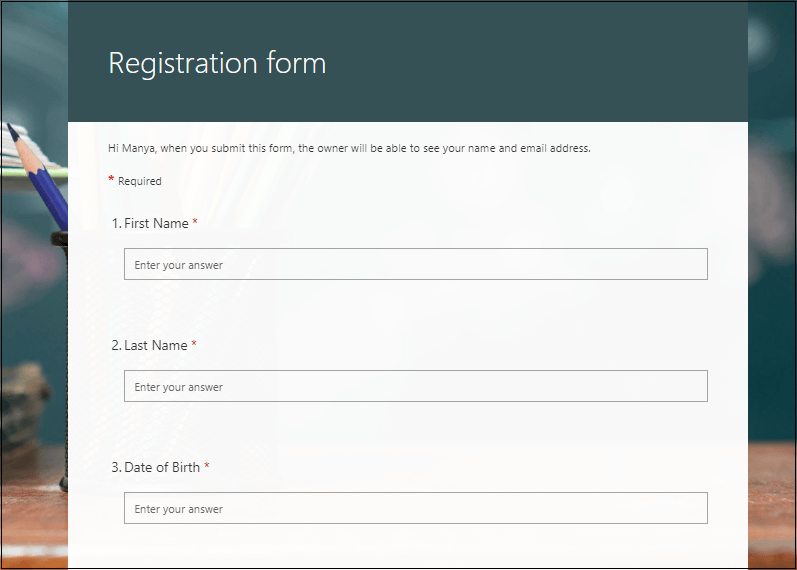 Registration form
Hi Manya, when you submit this form, the owner will be able to see your name and email address.
* Required
1. First Name *
Enter your answer
2. Last Name *
Enter your answer
3. Date of Birth *
Enter your answer